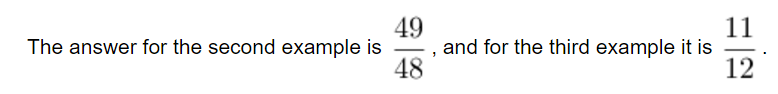 The answer for the second example is 49/48, and for the third example it is 11/12.